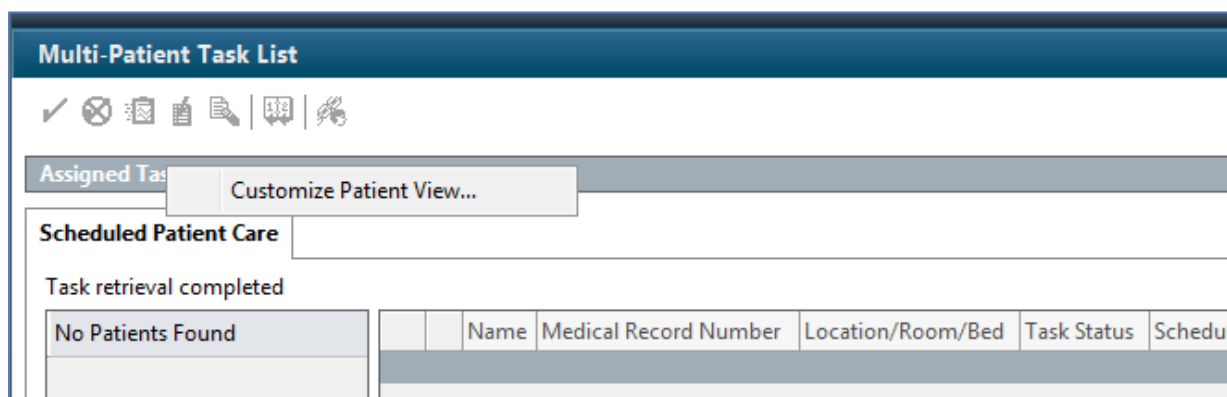 Multi-Patient Task List
Assigned
Customize Patient View...
Scheduled Patient Care
Task retrieval completed
No Patients Found
Name Medical Record Number Location/Room/Bed Task Status